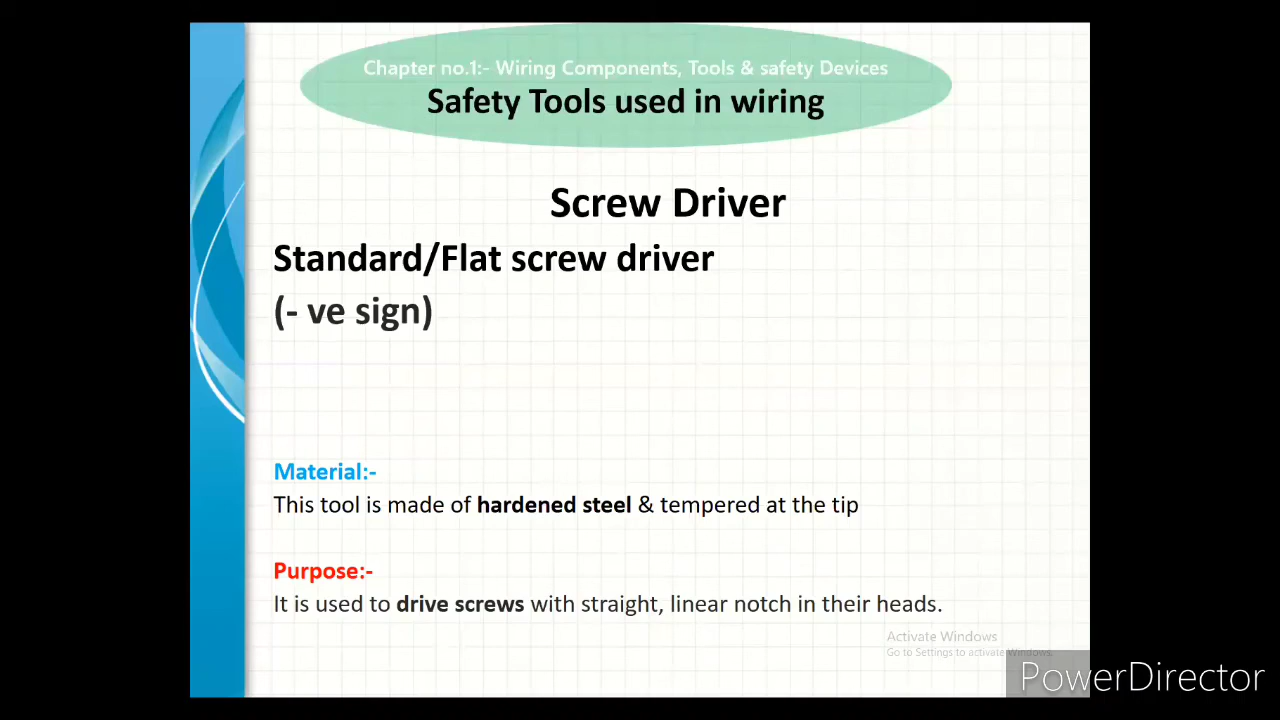 Chapter no.1:- Wiring Components, Tools & safety Devices
Safety Tools used in wiring
Screw Driver
Standard/Flat screw driver
(- ve sign)
Material:-
This tool is made of hardened steel & tempered at the tip
Purpose:-
It is used to drive screws with straight, linear notch in their heads.
Activate Windows
Go to Settings to activate Windows.
PowerDirector